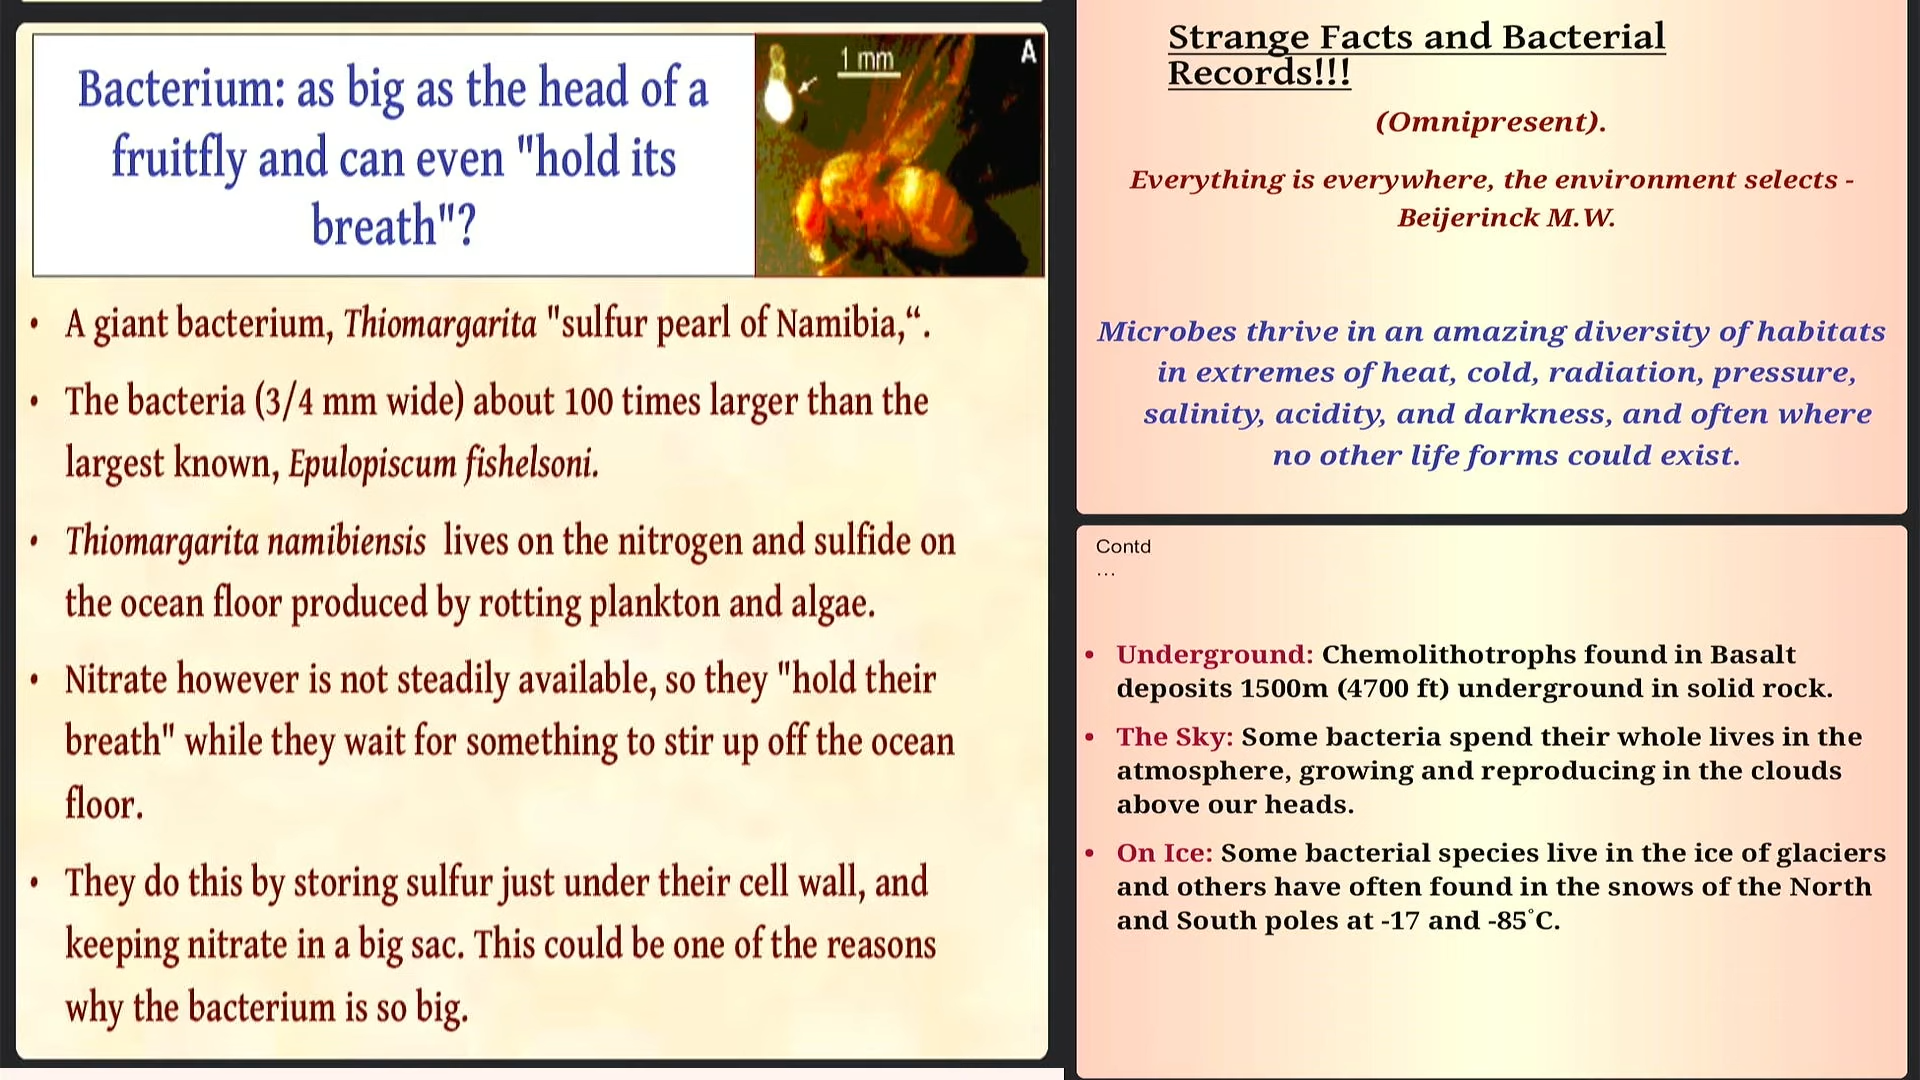 Bacterium: as big as the head of a
fruitfly and can even "hold its
breath"?
1 mm
A
• A giant bacterium, Thiomargarita "sulfur pearl of Namibia,“.
• The bacteria (3/4 mm wide) about 100 times larger than the
largest known, Epulopiscum fishelsoni.
• Thiomargarita namibiensis lives on the nitrogen and sulfide on
the ocean floor produced by rotting plankton and algae.
• Nitrate however is not steadily available, so they "hold their
breath" while they wait for something to stir up off the ocean
floor.
• They do this by storing sulfur just under their cell wall, and
keeping nitrate in a big sac. This could be one of the reasons
why the bacterium is so big.
Strange Facts and Bacterial
Records!!!
(Omnipresent).
Everything is everywhere, the environment selects -
Beijerinck M.W.
Microbes thrive in an amazing diversity of habitats
in extremes of heat, cold, radiation, pressure,
salinity, acidity, and darkness, and often where
no other life forms could exist.
Contd
...
• Underground: Chemolithotrophs found in Basalt
deposits 1500m (4700 ft) underground in solid rock.
• The Sky: Some bacteria spend their whole lives in the
atmosphere, growing and reproducing in the clouds
above our heads.
• On Ice: Some bacterial species live in the ice of glaciers
and others have often found in the snows of the North
and South poles at -17 and -85°C.